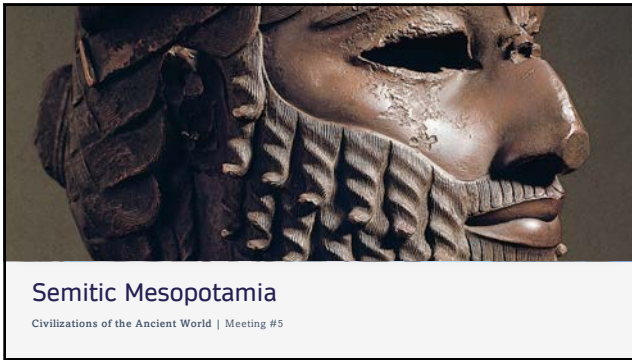 Semitic Mesopotamia
Civilizations of the Ancient World | Meeting #5